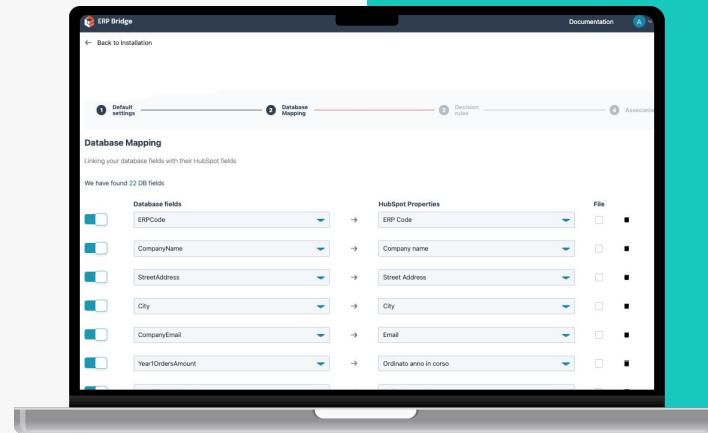 ERP Bridge
Documentation
A
← Back to Installation
1 Default settings
2 Database Mapping
3 Decision rules
4
Database Mapping
Linking your database fields with their HubSpot fields
We have found 22 DB fields
Database fields HubSpot Properties File
ERPCode → ERP Code
CompanyName → Company name
StreetAddress → Street Address
City → City
CompanyEmail → Email
Year1OrdersAmount → Ordinato anno in corso